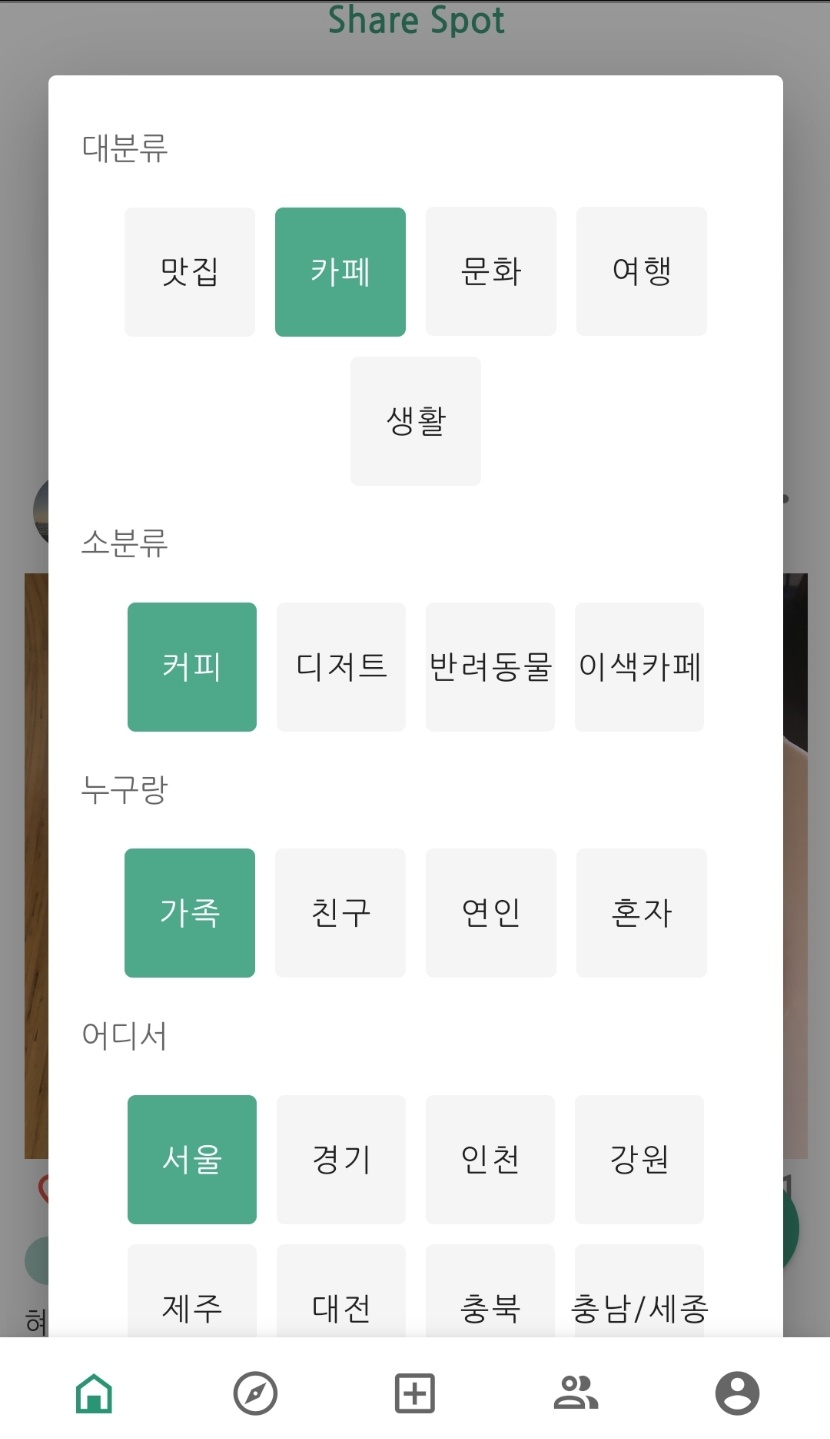 Share Spot
대분류
맛집 카페 문화 여행
생활
소분류
커피 디저트 반려동물 이색카페
누구랑
가족 친구 연인 혼자
어디서
서울 경기 인천 강원
제주 대전 충북 충남/세종
혀